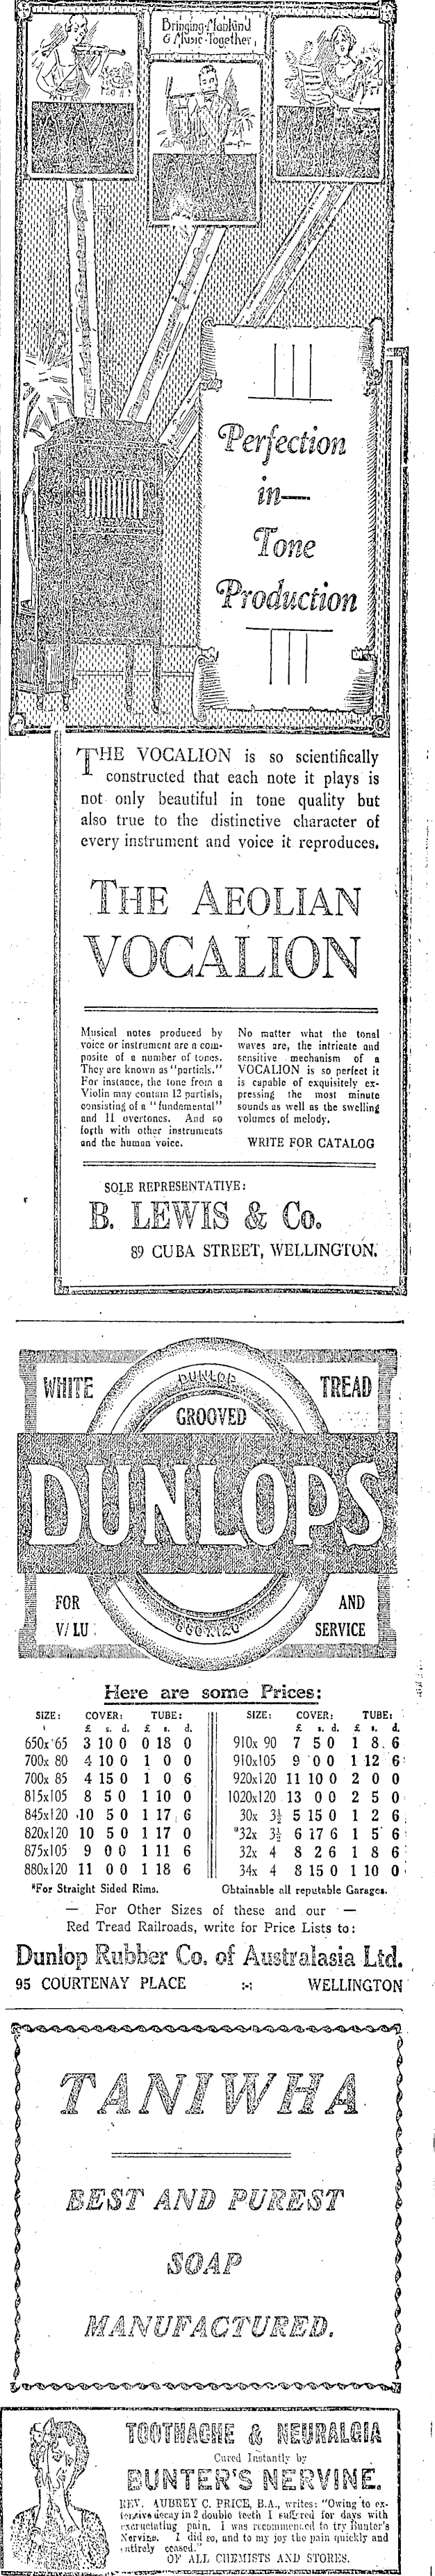 Bringing Mankind
& Music Together
Perfection
in—
Tone
Production
THE VOCALION is so scientifically
constructed that each note it plays is
not only beautiful in tone quality but
also true to the distinctive character of
every instrument and voice it reproduces.
THE AEOLIAN
VOCALION
Musical notes produced by
voice or instrument are a com-
posite of a number of tones.
They are known as "partials."
For instance, the tone from a
Violin may contain 12 partials,
consisting of a "fundamental"
and 11 overtones. And so
forth with other instruments
and the human voice.
No matter what the tonal
waves are, the intricate and
sensitive mechanism of a
VOCALION is so perfect it
is capable of exquisitely ex-
pressing the most minute
sounds as well as the swelling
volumes of melody.
WRITE FOR CATALOG
SOLE REPRESENTATIVE:
B. LEWIS & Co.
89 CUBA STREET, WELLINGTON.
WHITE TREAD
DUNLOP
GROOVED
DUNLOPS
FOR AND
V/LU SERVICE
Here are some Prices:
SIZE: COVER: TUBE: SIZE: COVER: TUBE:
£ s. d. £ s. d. £ s. d. £ s. d.
650x 65 3 10 0 0 18 0 910x 90 7 5 0 1 8 6
700x 80 4 10 0 1 0 0 910x105 9 0 0 1 12 6
700x 85 4 15 0 1 0 6 920x120 11 10 0 2 0 0
815x105 8 5 0 1 10 0 1020x120 13 0 0 2 5 0
845x120 10 5 0 1 17 6 30x 3½ 5 15 0 1 2 6
820x120 10 5 0 1 17 0 *32x 3½ 6 17 6 1 5 6
875x105 9 0 0 1 11 6 32x 4 8 2 6 1 8 6
880x120 11 0 0 1 18 6 34x 4 8 15 0 1 10 0
*For Straight Sided Rims. Obtainable all reputable Garages.
— For Other Sizes of these and our —
Red Tread Railroads, write for Price Lists to:
Dunlop Rubber Co. of Australasia Ltd.
95 COURTENAY PLACE :-: WELLINGTON
TANIWHA
BEST AND PUREST
SOAP
MANUFACTURED.
TOOTHACHE & NEURALGIA
Cured Instantly by
BUNTER'S NERVINE.
REV. AUBREY C. PRICE, B.A., writes: "Owing to ex-
tensive decay in 2 double teeth I suffered for days with
excruciating pain. I was recommenced to try Bunter's
Nervine. I did so, and to my joy the pain quickly and
entirely ceased."
OF ALL CHEMISTS AND STORES.